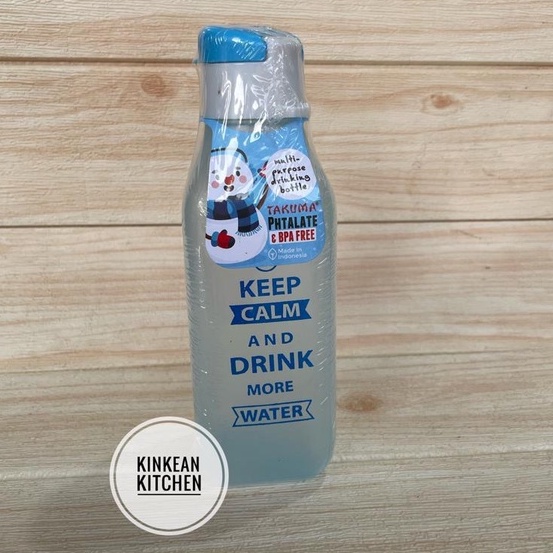 multi-
purpose
drinking
bottle
TAKUMA
PHTALATE
& BPA FREE
Made In
Indonesia
KEEP
CALM
AND
DRINK
MORE
WATER
KINKEAN
KITCHEN